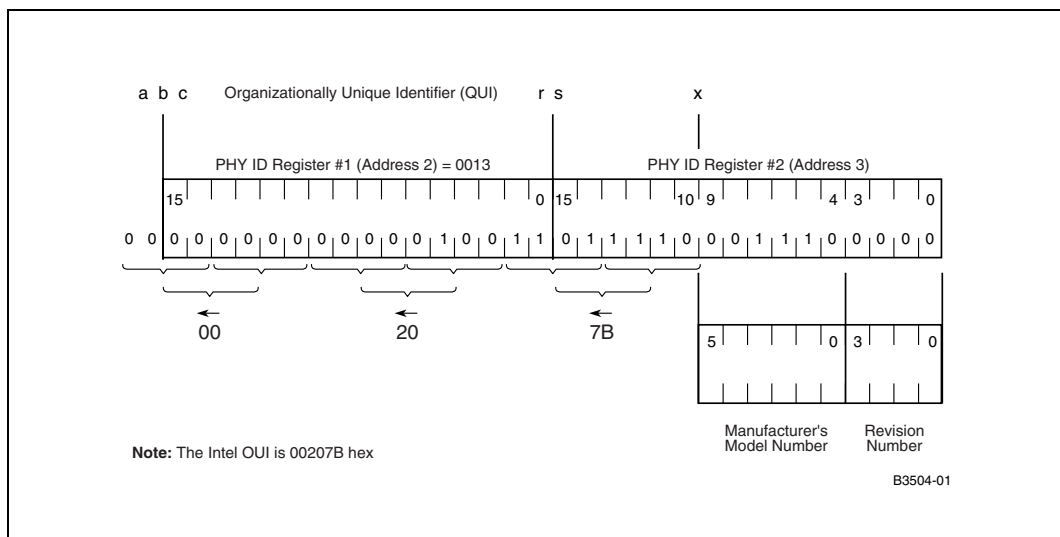 a b c Organizationally Unique Identifier (QUI) r s x
PHY ID Register #1 (Address 2) = 0013 PHY ID Register #2 (Address 3)
15 0 15 10 9 4 3 0
0 0 0 0 0 0 0 0 0 0 0 0 0 1 0 0 1 1 0 1 1 1 1 0 0 0 1 1 1 0 0 0 0 0
00 20 7B
5 0 3 0
Manufacturer's Revision
Model Number Number
Note: The Intel OUI is 00207B hex
B3504-01